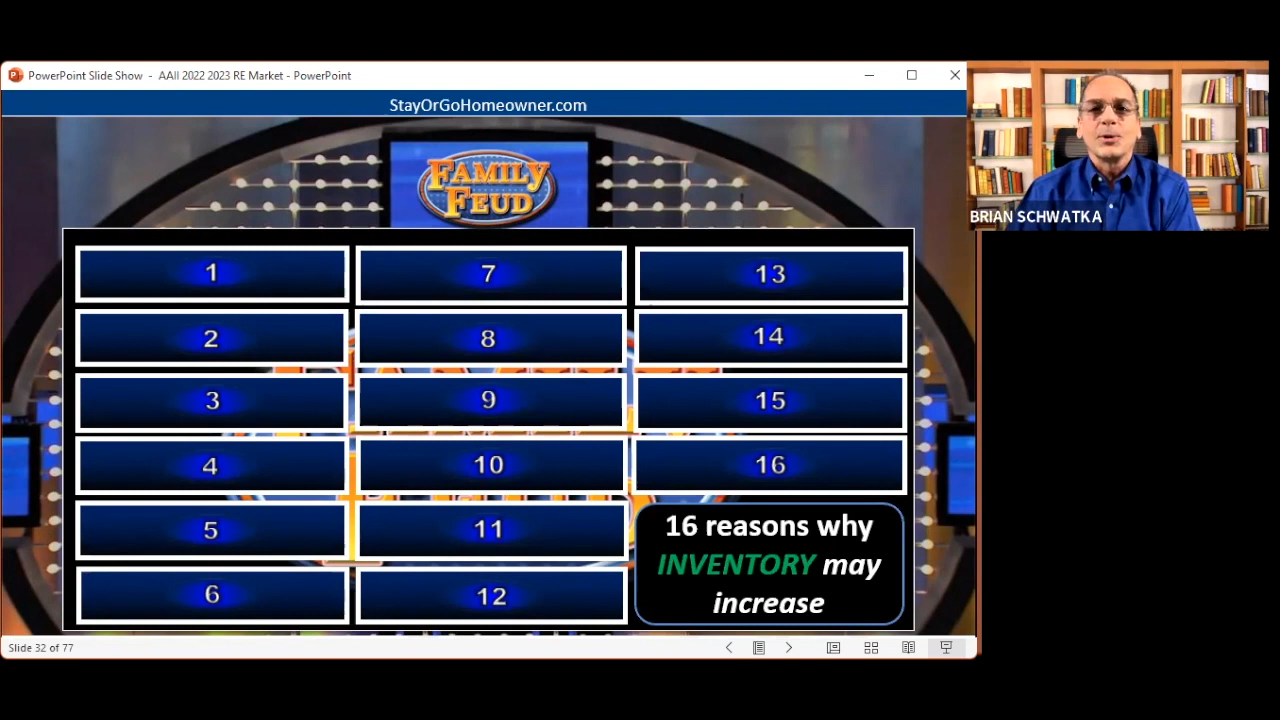 PowerPoint Slide Show - AAII 2022 2023 RE Market - PowerPoint
StayOrGoHomeowner.com
FAMILY
FEUD
1
2
3
4
5
6
7
8
9
10
11
12
13
14
15
16
16 reasons why
INVENTORY may
increase
BRIAN SCHWATKA
Slide 32 of 77